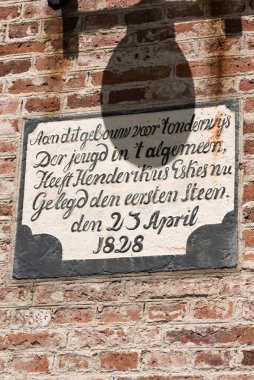 Aan dit gebouw voor 't onderwijs
Der jeugd in 't algemeen,
Heeft Henderikus Eskes nu
Gelegd den eersten Steen.
den 23 April
1828